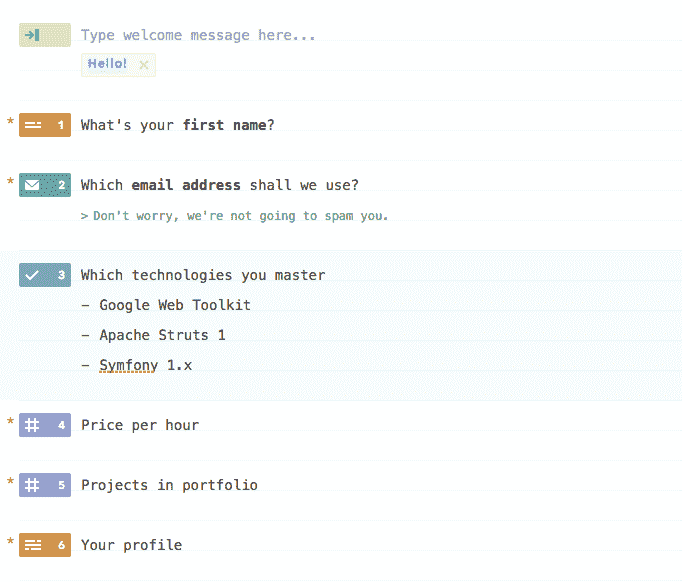 Type welcome message here...
Hello! ×
* 1 What's your first name?
* 2 Which email address shall we use?
> Don't worry, we're not going to spam you.
3 Which technologies you master
– Google Web Toolkit
– Apache Struts 1
– Symfony 1.x
* 4 Price per hour
* 5 Projects in portfolio
* 6 Your profile